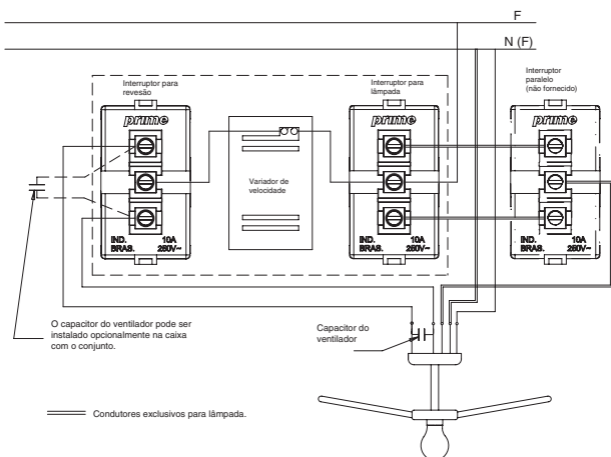 F
N (F)
Interruptor para
revesão
Interruptor para
lâmpada
Interruptor
paralelo
(não fornecido)
prime
prime
prime
Variador de
velocidade
IND. 10A
BRAS. 250V~
IND. 10A
BRAS. 250V~
IND. 10A
BRAS. 250V~
O capacitor do ventilador pode ser
instalado opcionalmente na caixa
com o conjunto.
Capacitor do
ventilador
Condutores exclusivos para lâmpada.